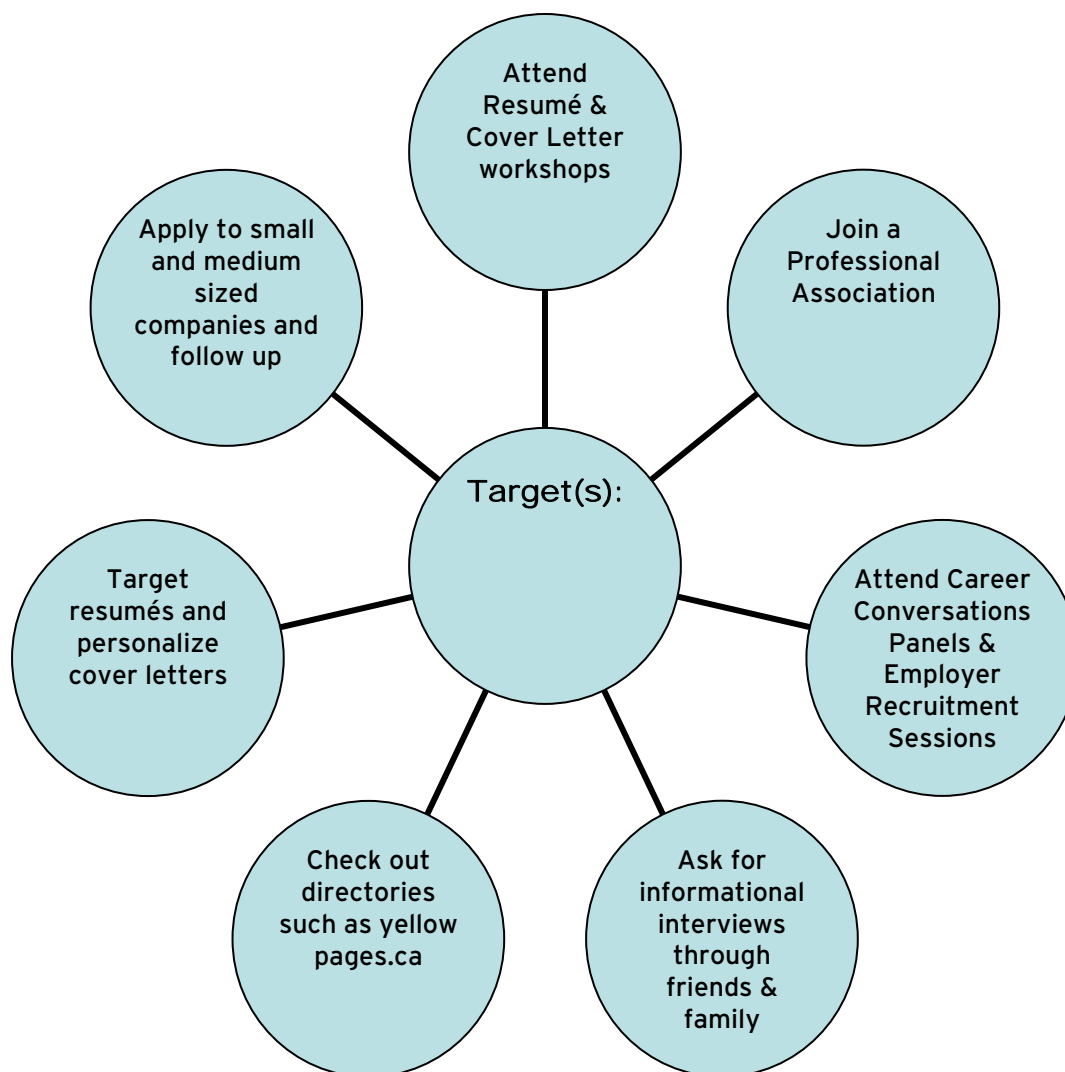 Attend
Resumé &
Cover Letter
workshops
Join a
Professional
Association
Attend Career
Conversations
Panels &
Employer
Recruitment
Sessions
Ask for
informational
interviews
through
friends &
family
Check out
directories
such as yellow
pages.ca
Target
resumés and
personalize
cover letters
Apply to small
and medium
sized
companies and
follow up
Target(s):